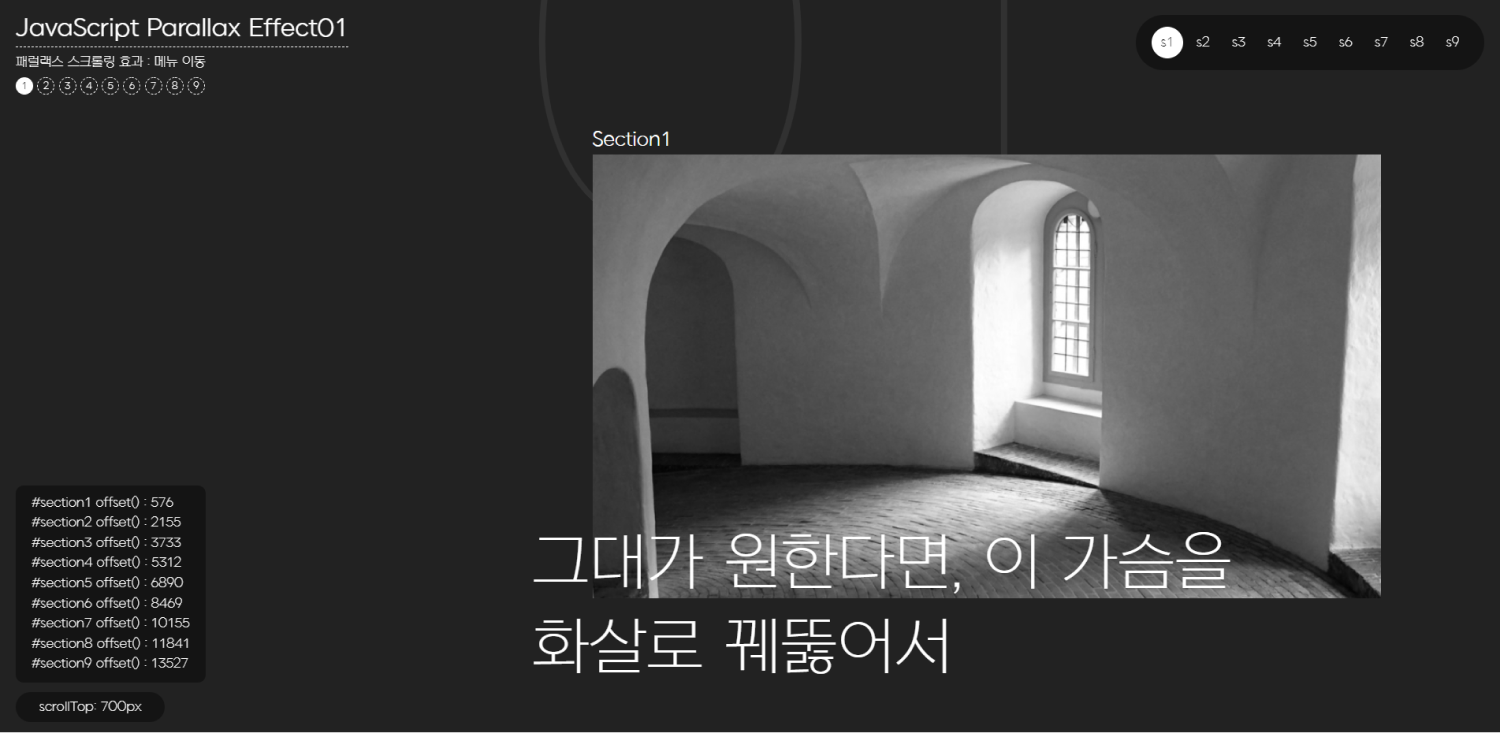 JavaScript Parallax Effect01
패럴랙스 스크롤링 효과 : 메뉴 이동
1 2 3 4 5 6 7 8 9
s1 s2 s3 s4 s5 s6 s7 s8 s9
01
Section1
그대가 원한다면, 이 가슴을
화살로 꿰뚫어서
#section1 offset() : 576
#section2 offset() : 2155
#section3 offset() : 3733
#section4 offset() : 5312
#section5 offset() : 6890
#section6 offset() : 8469
#section7 offset() : 10155
#section8 offset() : 11841
#section9 offset() : 13527
scrollTop: 700px